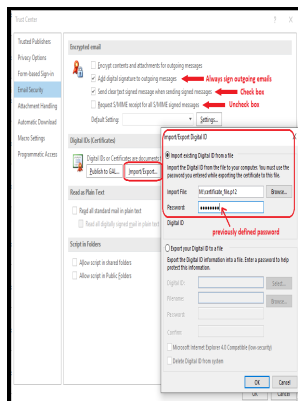 Trust Center
? X
Trusted Publishers
Privacy Options
Form-based Sign-in
Email Security
Attachment Handling
Automatic Download
Macro Settings
Programmatic Access
Encrypted email
Encrypt contents and attachments for outgoing messages
Add digital signature to outgoing messages
Always sign outgoing emails
Send clear text signed message when sending signed messages
Check box
Request S/MIME receipt for all S/MIME signed messages
Uncheck box
Default Setting:
Settings...
Digital IDs (Certificates)
Digital IDs or Certificates are documents
Publish to GAL...
Import/Export...
Read as Plain Text
Read all standard mail in plain text
Read all digitally signed mail in plain text
Script in Folders
Allow script in shared folders
Allow script in Public Folders
Import/Export Digital ID
X
Import existing Digital ID from a file
Import the Digital ID from the file to your computer. You must use the
password you entered while exporting the certificate to this file.
Import File:
Browse...
Password:
previously defined password
Digital ID
Export your Digital ID to a file
Export the Digital ID information into a file. Enter a password to help
protect this information.
Digital ID:
Select...
Filename:
Browse...
Password:
Confirm:
Microsoft Internet Explorer 4.0 Compatible (low-security)
Delete Digital ID from system
OK
Cancel
OK
Cancel